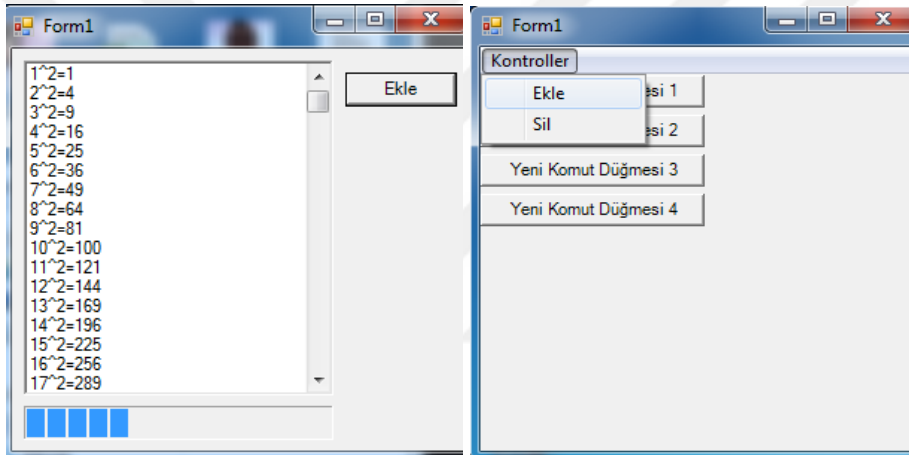 Form1
Ekle
1^2=1
2^2=4
3^2=9
4^2=16
5^2=25
6^2=36
7^2=49
8^2=64
9^2=81
10^2=100
11^2=121
12^2=144
13^2=169
14^2=196
15^2=225
16^2=256
17^2=289
Form1
Kontroller
Ekle
Sil
1
2
Yeni Komut Düğmesi 3
Yeni Komut Düğmesi 4